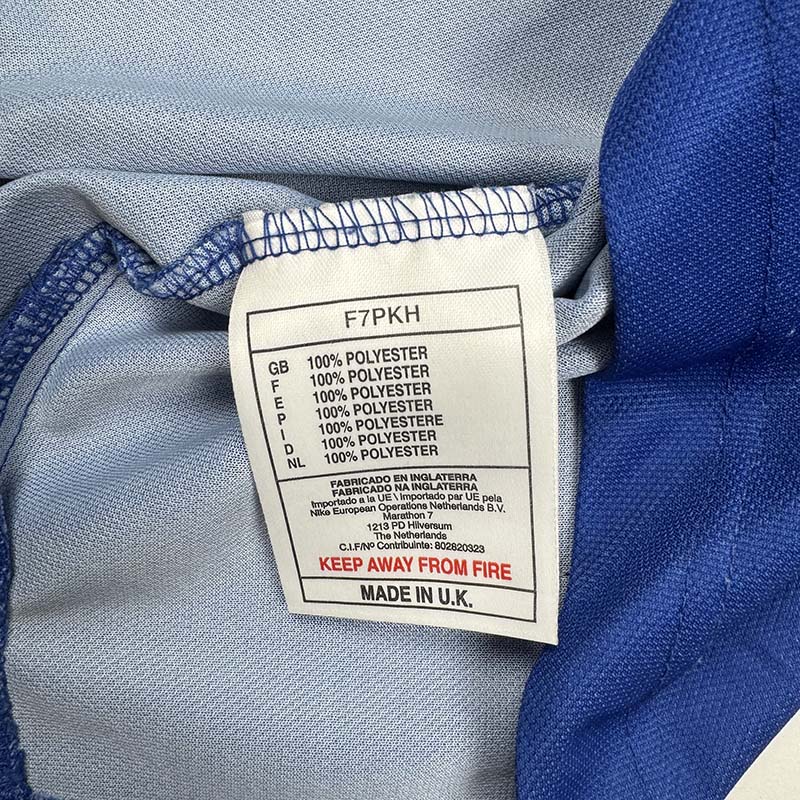 F7PKH
GB 100% POLYESTER
F 100% POLYESTER
E 100% POLYESTER
P 100% POLYESTER
I 100% POLYESTERE
D 100% POLYESTER
NL 100% POLYESTER
FABRICADO EN INGLATERRA
FABRICADO NA INGLATERRA
Importado a la UE \ Importado par UE pela
Nike European Operations Netherlands B.V.
Marathon 7
1213 PD Hilversum
The Netherlands
C.I.F/Nº Contribuinte: 802820323
KEEP AWAY FROM FIRE
MADE IN U.K.